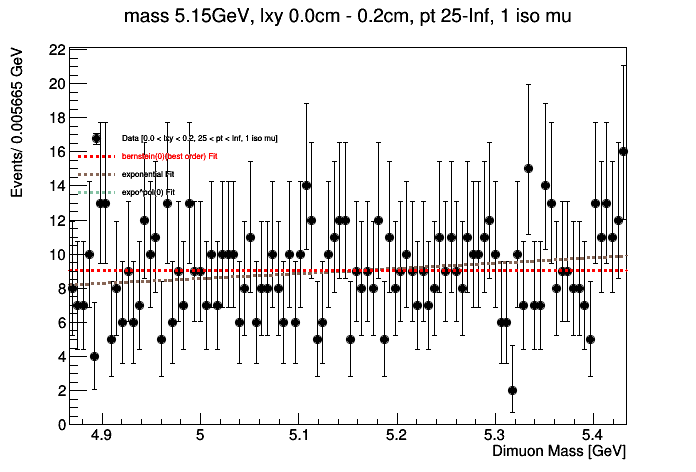 mass 5.15GeV, lxy 0.0cm - 0.2cm, pt 25-Inf, 1 iso mu
Events/ 0.005665 GeV
22
20
18
16
14
12
10
8
6
4
2
0
Data [0.0 < lxy < 0.2, 25 < pt < Inf, 1 iso mu]
bernstein(0)(best order) Fit
exponential Fit
expo*pol(0) Fit
4.9
5
5.1
5.2
5.3
5.4
Dimuon Mass [GeV]